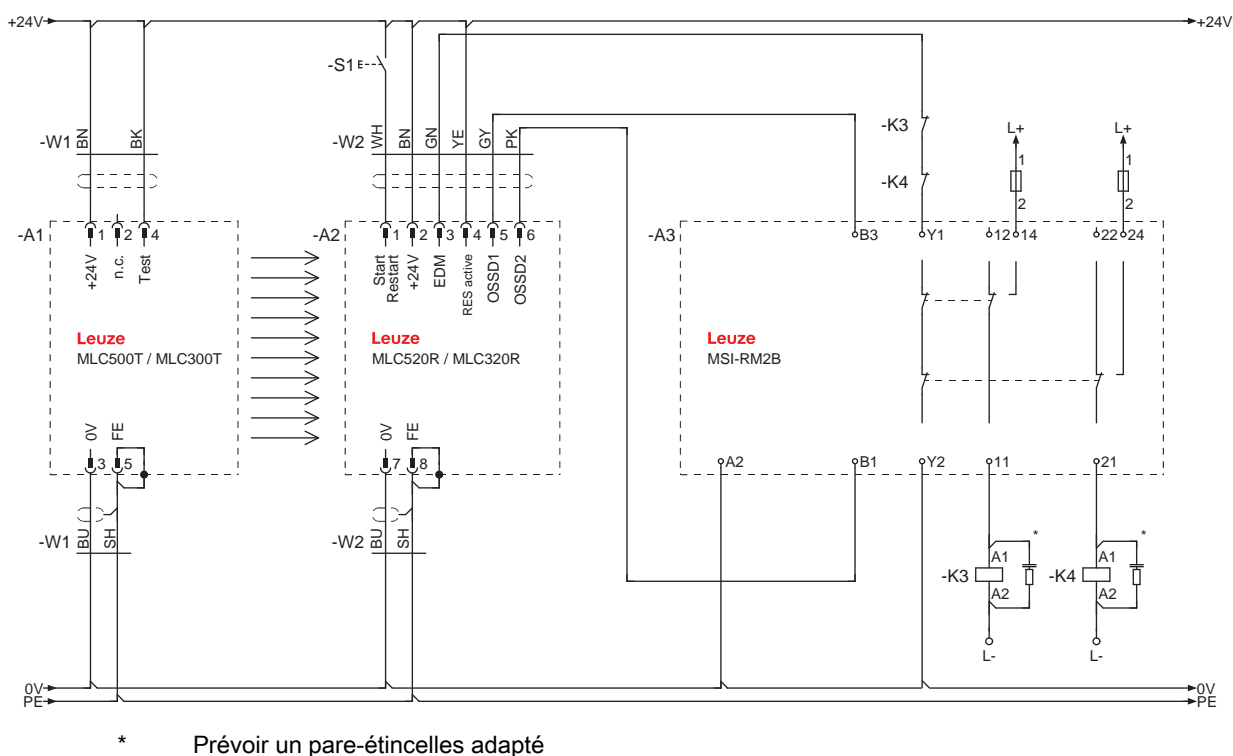 +24V +24V
-S1
-W1 BN BK
-W2 WH BN GN YE GY PK
-K3
L+ L+
1 1
-K4
2 2
-A1 1 2 4
-A2 1 2 3 4 5 6
-A3 B3 Y1 12 14 22 24
+24V n.c. Test
Start Restart +24V EDM RES active OSSD1 OSSD2
Leuze
MLC500T / MLC300T
Leuze
MLC520R / MLC320R
Leuze
MSI-RM2B
0V FE
0V FE
3 5
7 8
A2 B1 Y2 11 21
-W1 BU SH
-W2 BU SH
* *
A1 A1
-K3 -K4
A2 A2
L- L-
0V 0V
PE PE
* Prévoir un pare-étincelles adapté